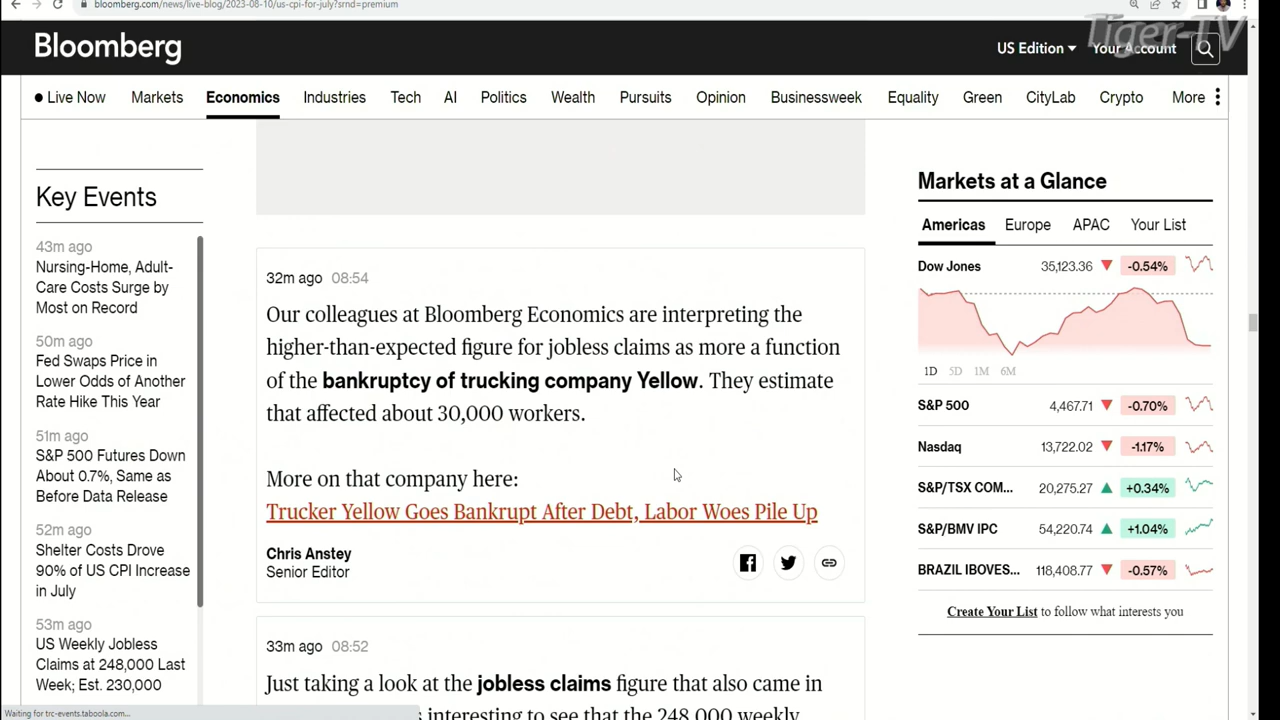 bloomberg.com/news/live-blog/2023-08-10/us-cpi-for-july?srnd=premium
Tiger-TV
Bloomberg
US Edition
Your Account
Live Now
Markets
Economics
Industries
Tech
AI
Politics
Wealth
Pursuits
Opinion
Businessweek
Equality
Green
CityLab
Crypto
More
Key Events
43m ago
Nursing-Home, Adult-
Care Costs Surge by
Most on Record
50m ago
Fed Swaps Price in
Lower Odds of Another
Rate Hike This Year
51m ago
S&P 500 Futures Down
About 0.7%, Same as
Before Data Release
52m ago
Shelter Costs Drove
90% of US CPI Increase
in July
53m ago
US Weekly Jobless
Claims at 248,000 Last
Week; Est. 230,000
32m ago 08:54
Our colleagues at Bloomberg Economics are interpreting the
higher-than-expected figure for jobless claims as more a function
of the bankruptcy of trucking company Yellow. They estimate
that affected about 30,000 workers.
More on that company here:
Trucker Yellow Goes Bankrupt After Debt, Labor Woes Pile Up
Chris Anstey
Senior Editor
33m ago 08:52
Just taking a look at the jobless claims figure that also came in
interesting to see that the 248,000 weekly
Markets at a Glance
Americas
Europe
APAC
Your List
Dow Jones 35,123.36 -0.54%
1D 5D 1M 6M
S&P 500 4,467.71 -0.70%
Nasdaq 13,722.02 -1.17%
S&P/TSX COM... 20,275.27 +0.34%
S&P/BMV IPC 54,220.74 +1.04%
BRAZIL IBOVES... 118,408.77 -0.57%
Create Your List to follow what interests you
Waiting for trc-events.taboola.com...